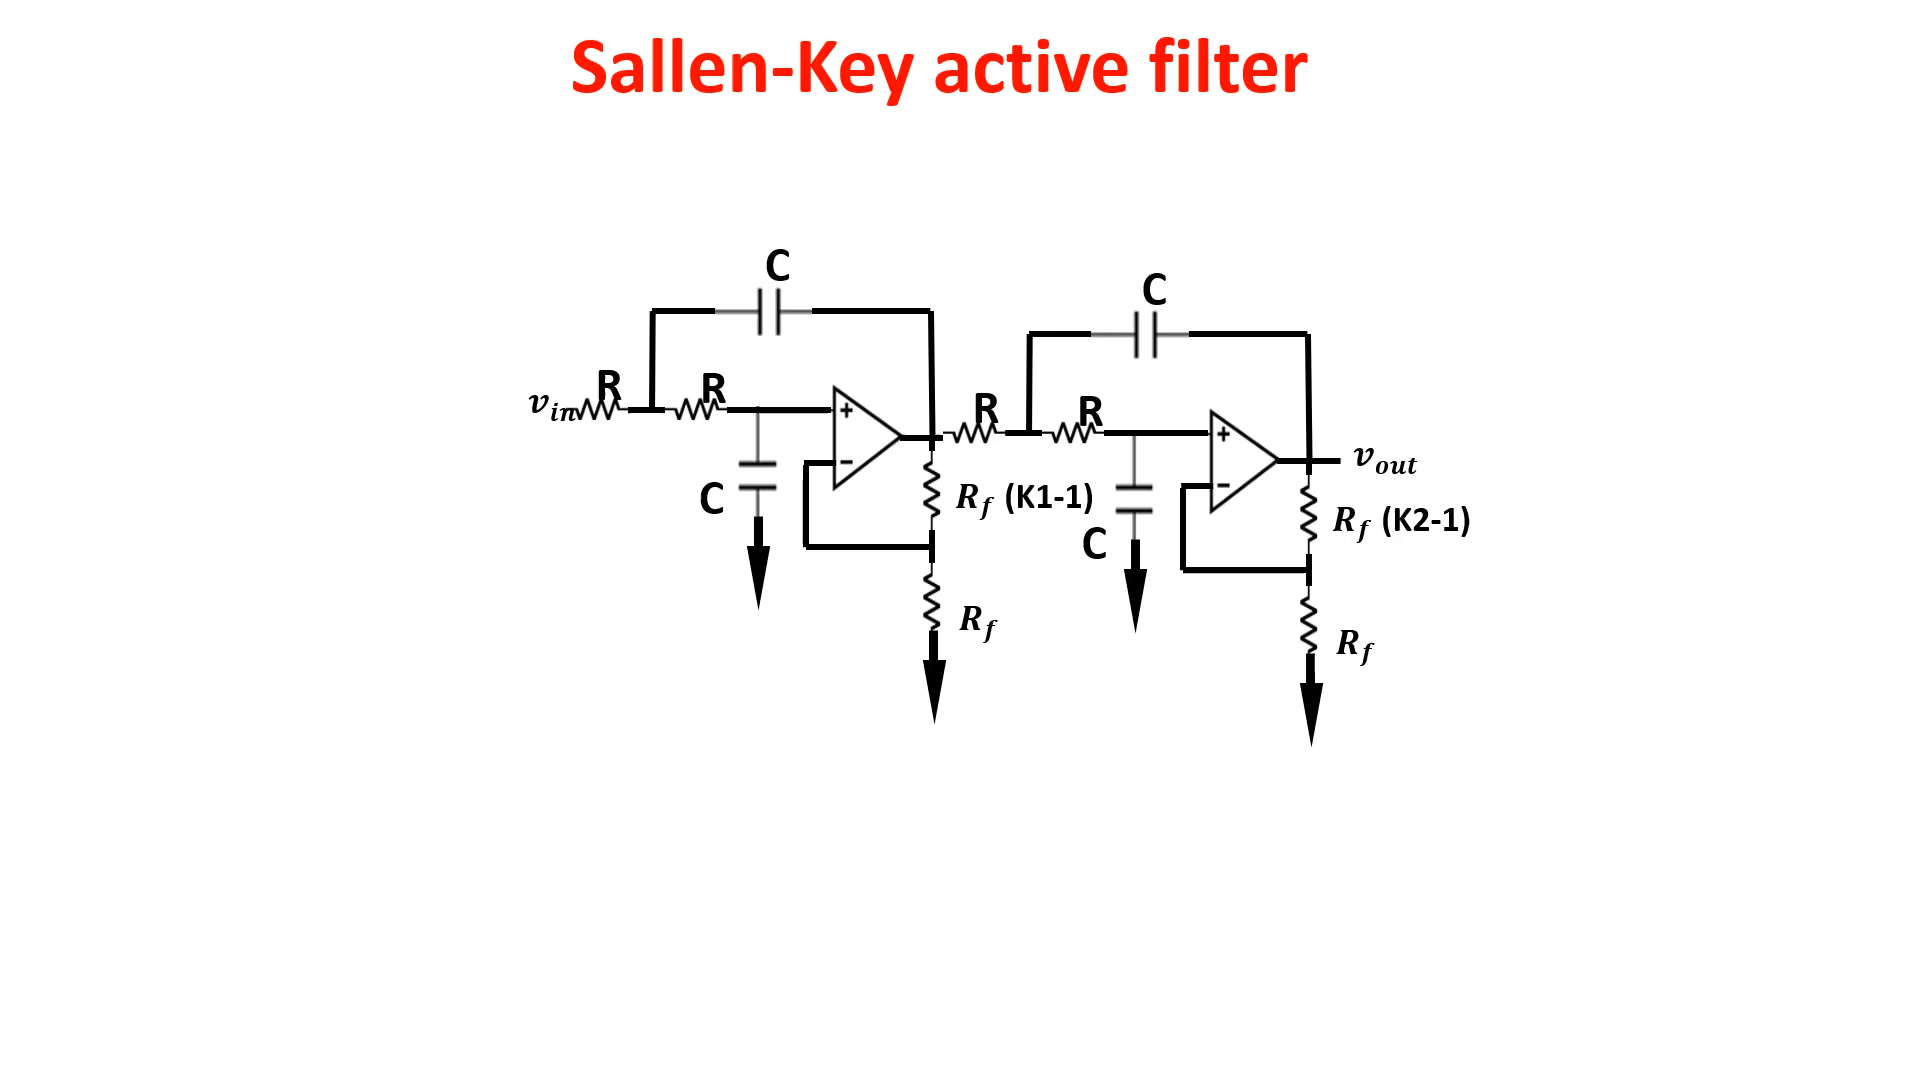 Sallen-Key active filter
C
C
R
R
v_in
+
R
R
+
v_out
−
−
C
R_f (K1-1)
R_f (K2-1)
C
R_f
R_f